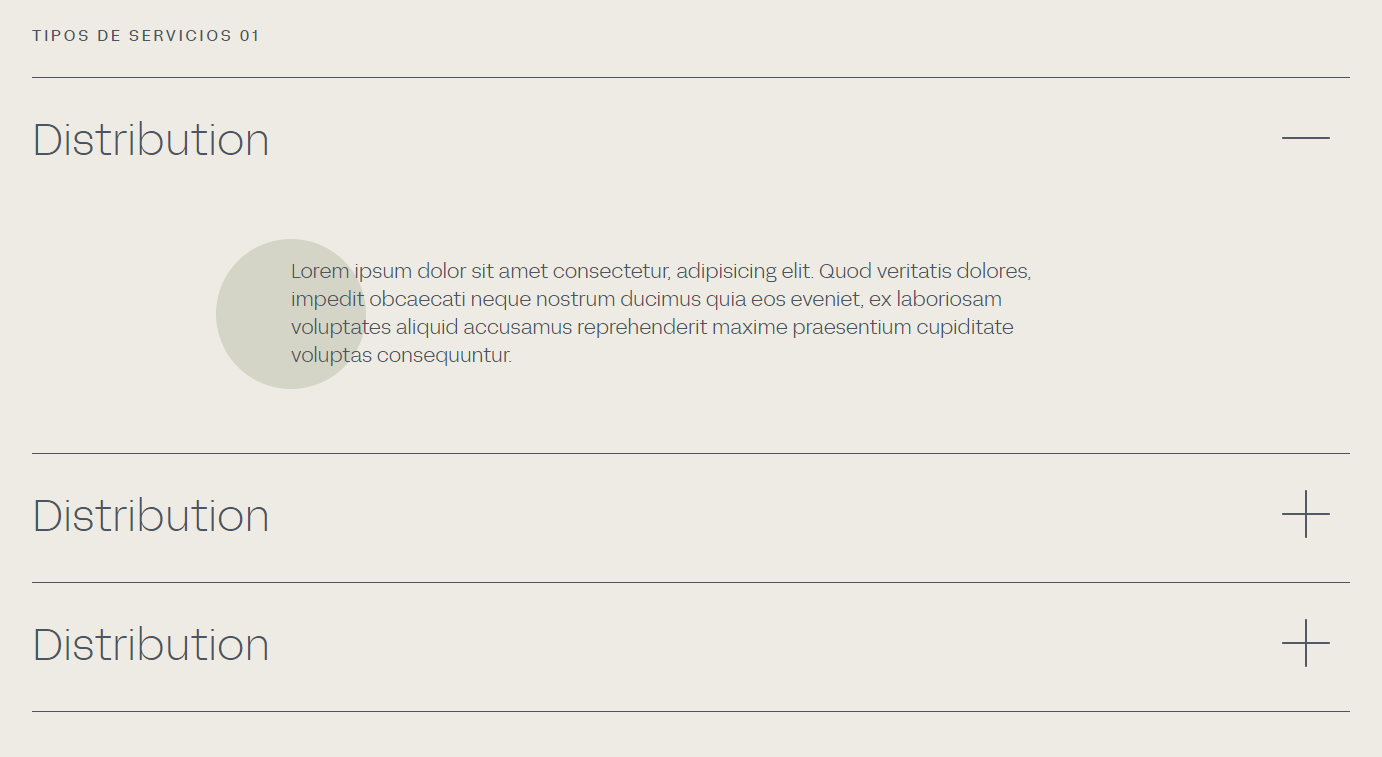 TIPOS DE SERVICIOS 01
Distribution
Lorem ipsum dolor sit amet consectetur, adipisicing elit. Quod veritatis dolores,
impedit obcaecati neque nostrum ducimus quia eos eveniet, ex laboriosam
voluptates aliquid accusamus reprehenderit maxime praesentium cupiditate
voluptas consequuntur.
Distribution
Distribution